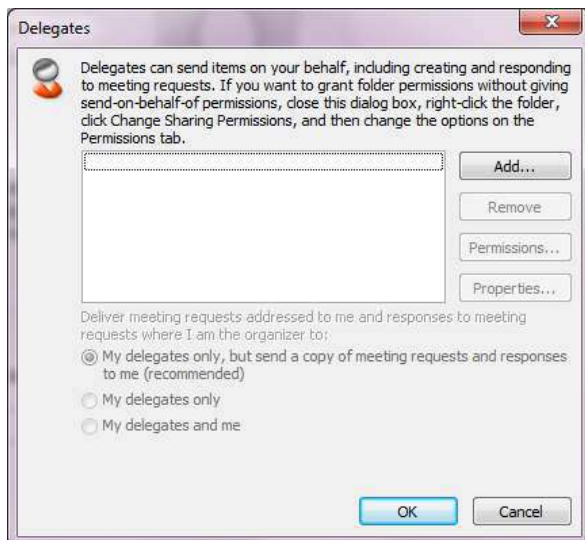 Delegates
Delegates can send items on your behalf, including creating and responding
to meeting requests. If you want to grant folder permissions without giving
send-on-behalf-of permissions, close this dialog box, right-click the folder,
click Change Sharing Permissions, and then change the options on the
Permissions tab.
Add...
Remove
Permissions...
Properties...
Deliver meeting requests addressed to me and responses to meeting
requests where I am the organizer to:
My delegates only, but send a copy of meeting requests and responses
to me (recommended)
My delegates only
My delegates and me
OK
Cancel